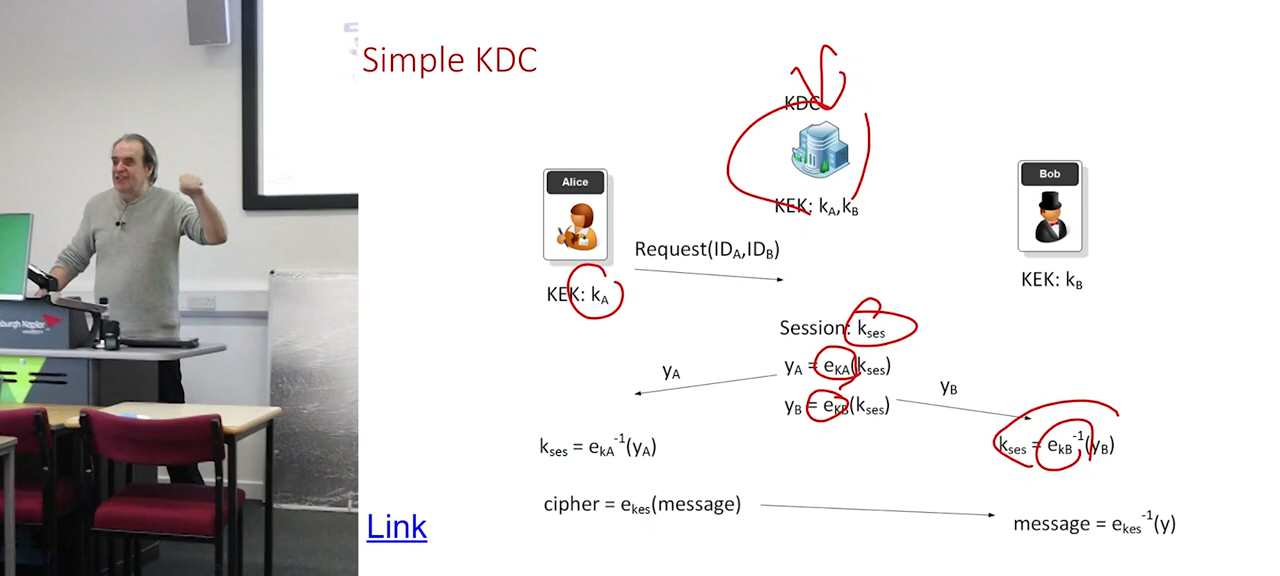 Simple KDC
KDC
Alice
Bob
KEK: kA,kB
Request(IDA,IDB)
KEK: kA
KEK: kB
Session: kses
yA = eKA(kses)
yA
yB
yB = eKB(kses)
kses = ekA-1(yA)
kses = ekB-1(yB)
cipher = ekes(message)
message = ekes-1(y)
Link
burgh Napier